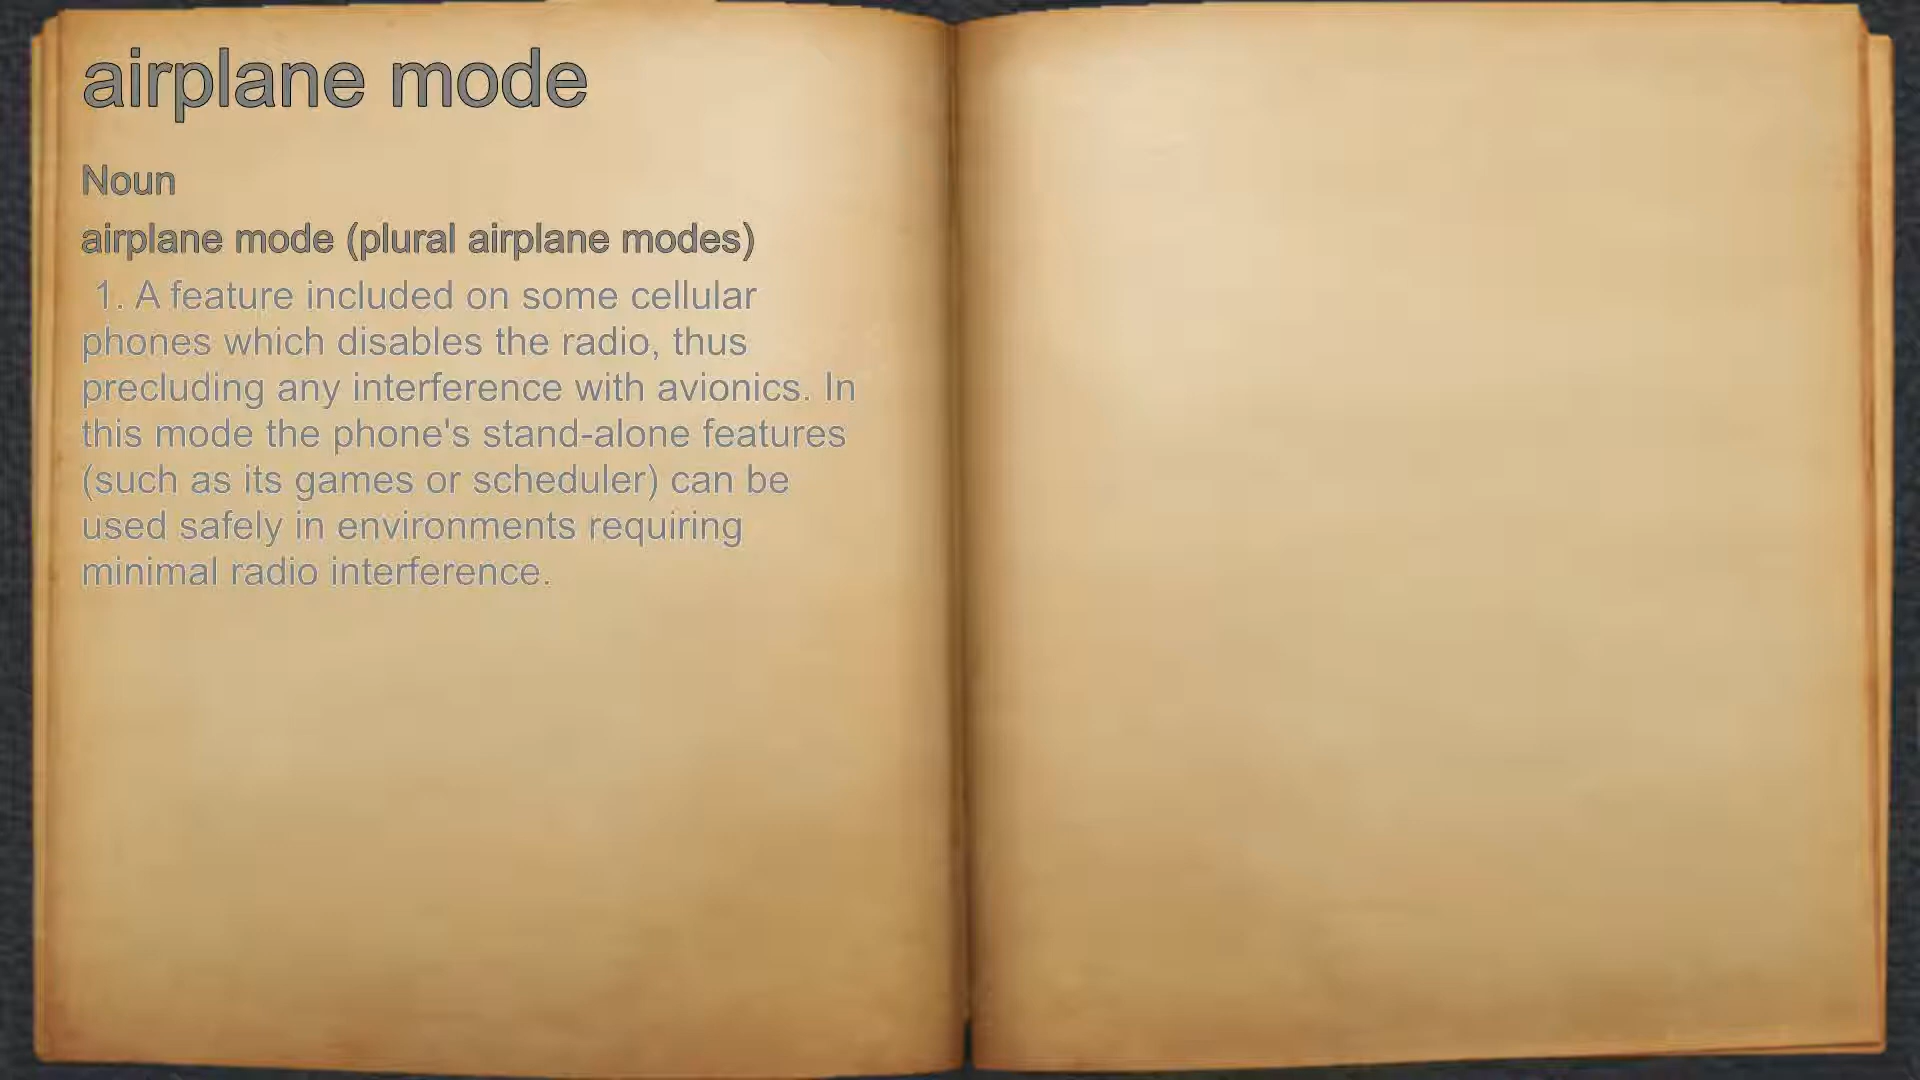 airplane mode
Noun
airplane mode (plural airplane modes)
1. A feature included on some cellular
phones which disables the radio, thus
precluding any interference with avionics. In
this mode the phone's stand-alone features
(such as its games or scheduler) can be
used safely in environments requiring
minimal radio interference.